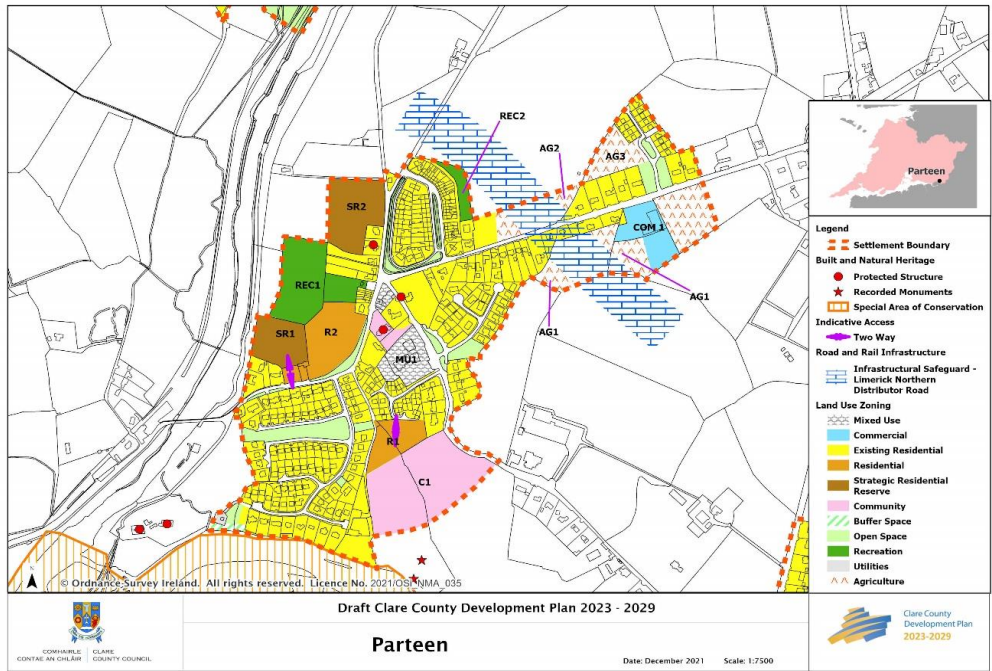 REC2
AG2
AG3
SR2
COM 1
REC1
AG1
SR1
R2
AG1
MU1
R1
C1
N
© Ordnance Survey Ireland. All rights reserved. Licence No. 2021/OSi_NMA_035
Parteen
Legend
Settlement Boundary
Built and Natural Heritage
Protected Structure
Recorded Monuments
Special Area of Conservation
Indicative Access
Two Way
Road and Rail Infrastructure
Infrastructural Safeguard -
Limerick Northern
Distributor Road
Land Use Zoning
Mixed Use
Commercial
Existing Residential
Residential
Strategic Residential
Reserve
Community
Buffer Space
Open Space
Recreation
Utilities
Agriculture
COMHAIRLE
CONTAE AN CHLÁIR
CLARE
COUNTY COUNCIL
Draft Clare County Development Plan 2023 - 2029
Parteen
Date: December 2021
Scale: 1:7500
Clare County
Development Plan
2023-2029